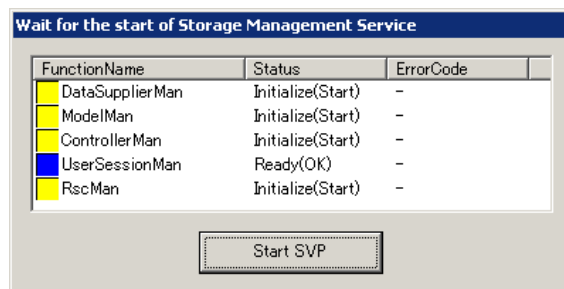 Wait for the start of Storage Management Service
FunctionName Status ErrorCode
DataSupplierMan Initialize(Start) -
ModelMan Initialize(Start) -
ControllerMan Initialize(Start) -
UserSessionMan Ready(OK) -
RscMan Initialize(Start) -
Start SVP